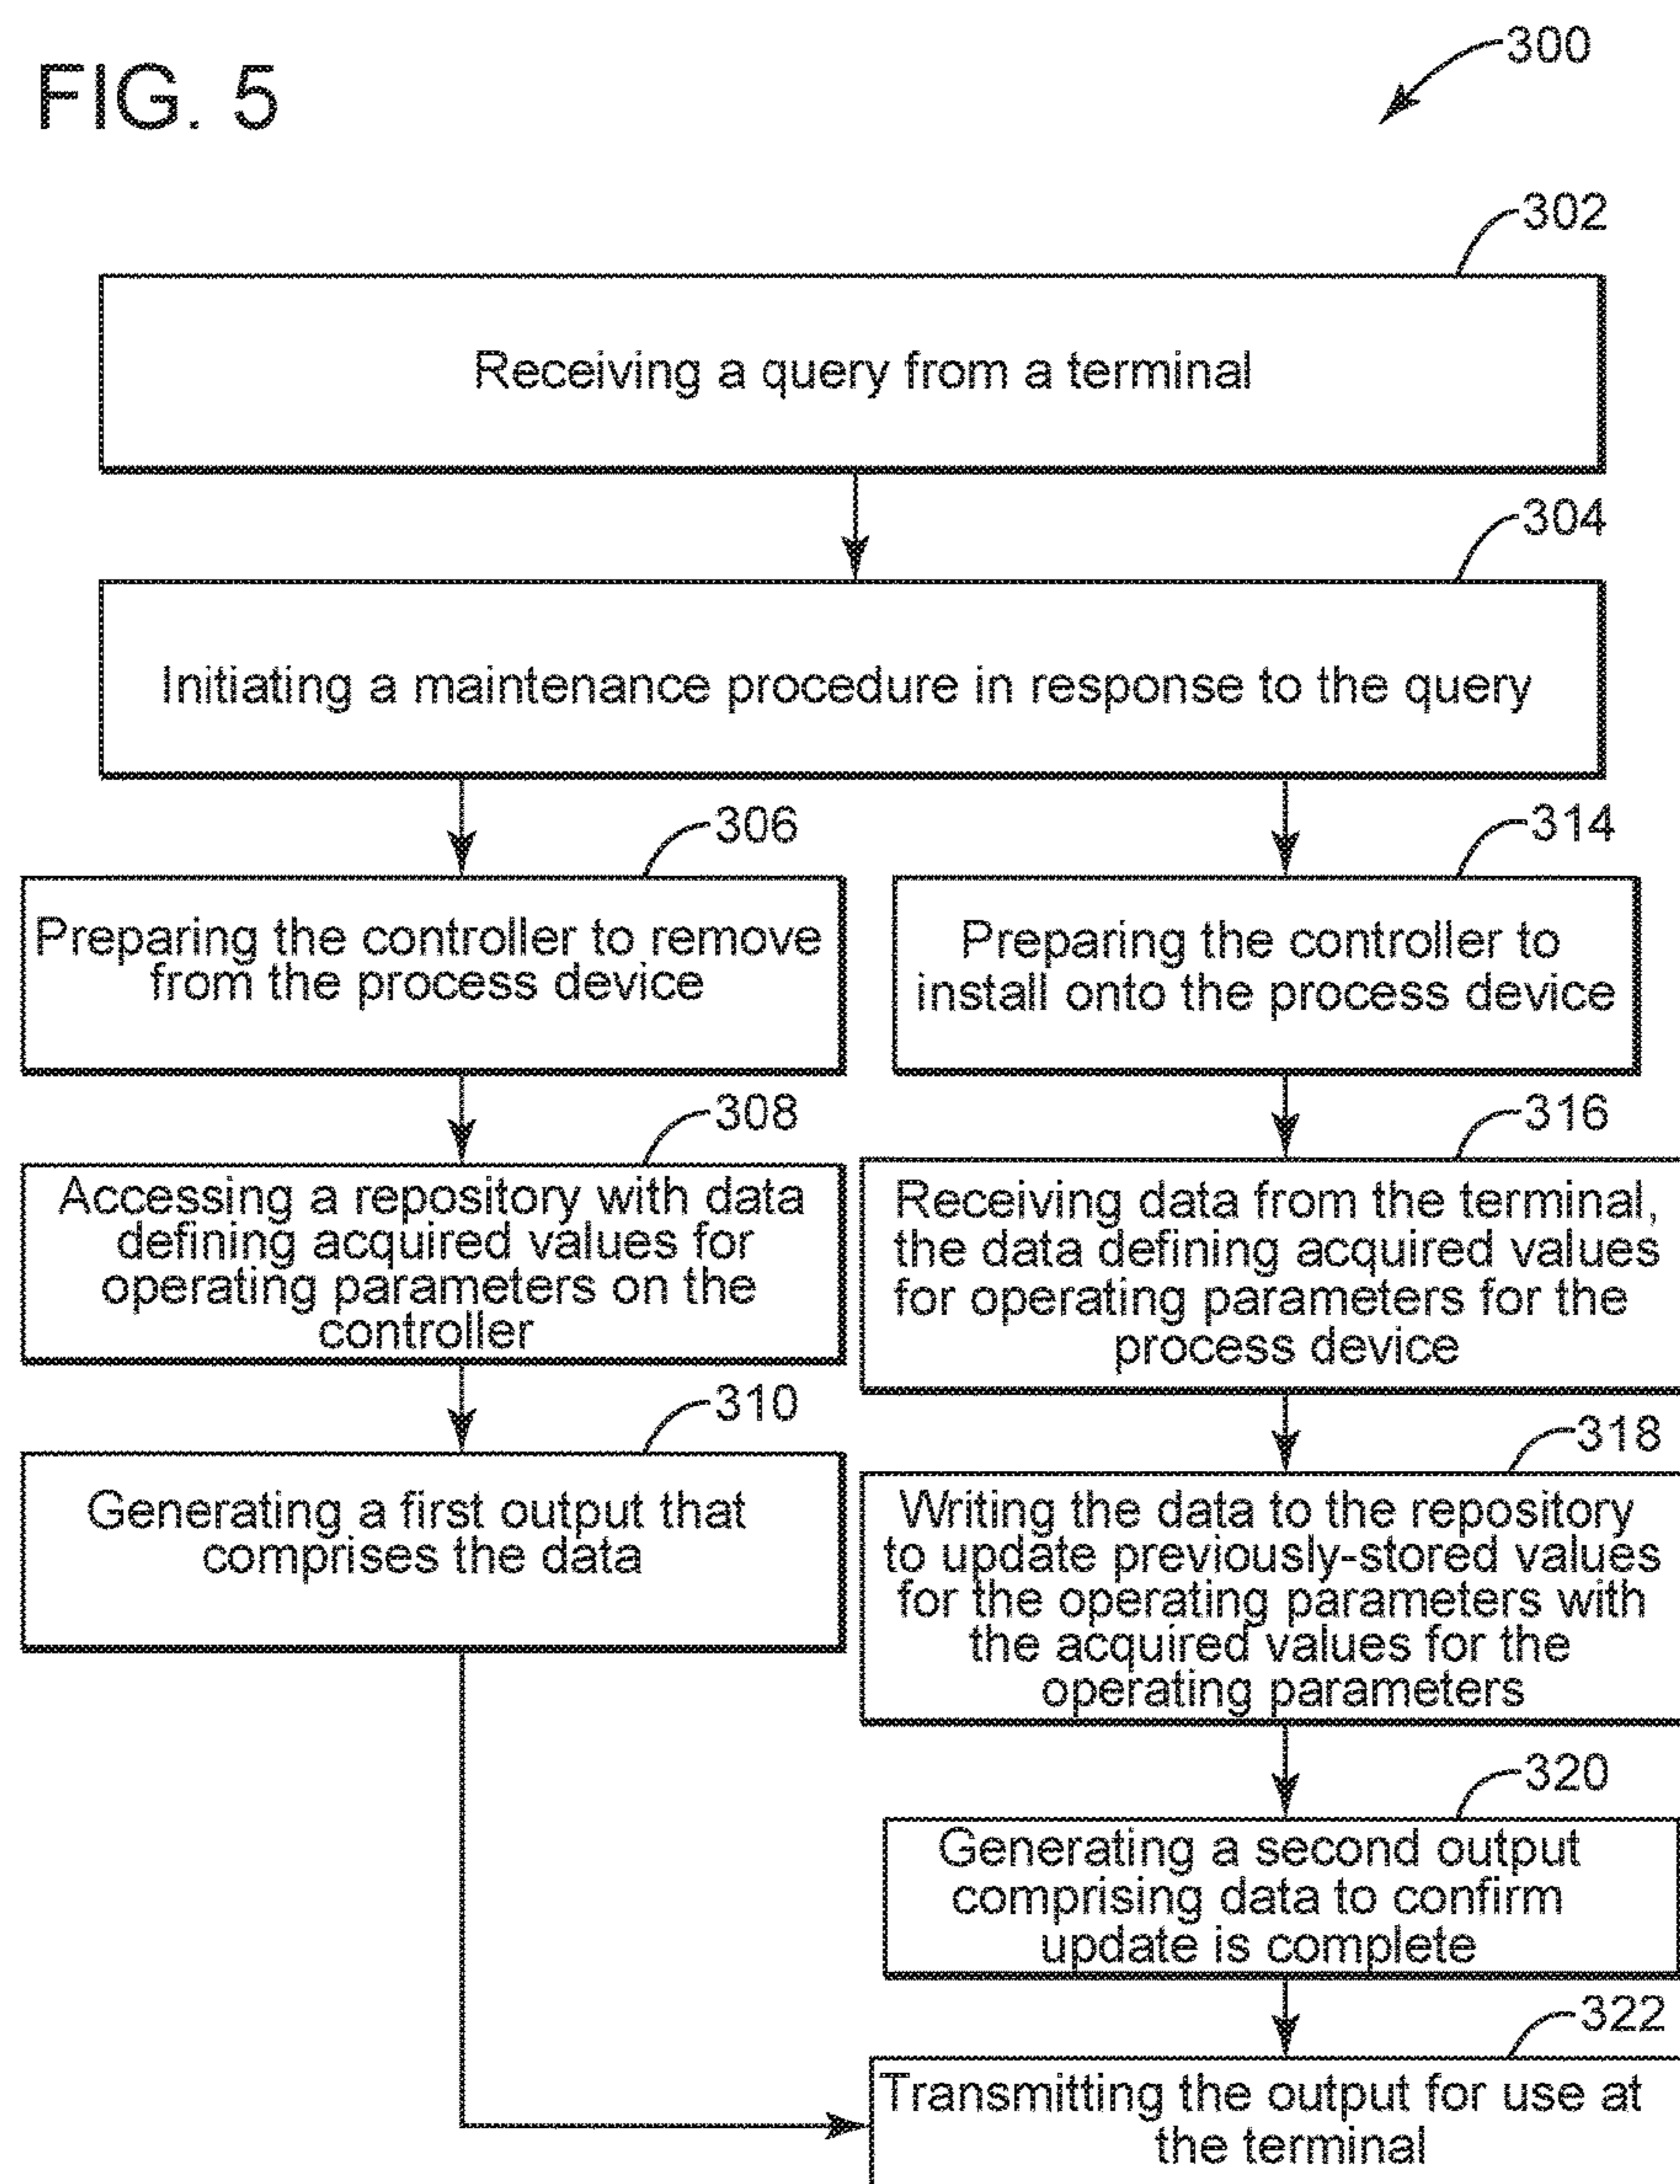 FIG. 5
300
302
Receiving a query from a terminal
304
Initiating a maintenance procedure in response to the query
306
Preparing the controller to remove
from the process device
308
Accessing a repository with data
defining acquired values for
operating parameters on the
controller
310
Generating a first output that
comprises the data
314
Preparing the controller to
install onto the process device
316
Receiving data from the terminal,
the data defining acquired values
for operating parameters for the
process device
318
Writing the data to the repository
to update previously-stored values
for the operating parameters with
the acquired values for the
operating parameters
320
Generating a second output
comprising data to confirm
update is complete
322
Transmitting the output for use at
the terminal